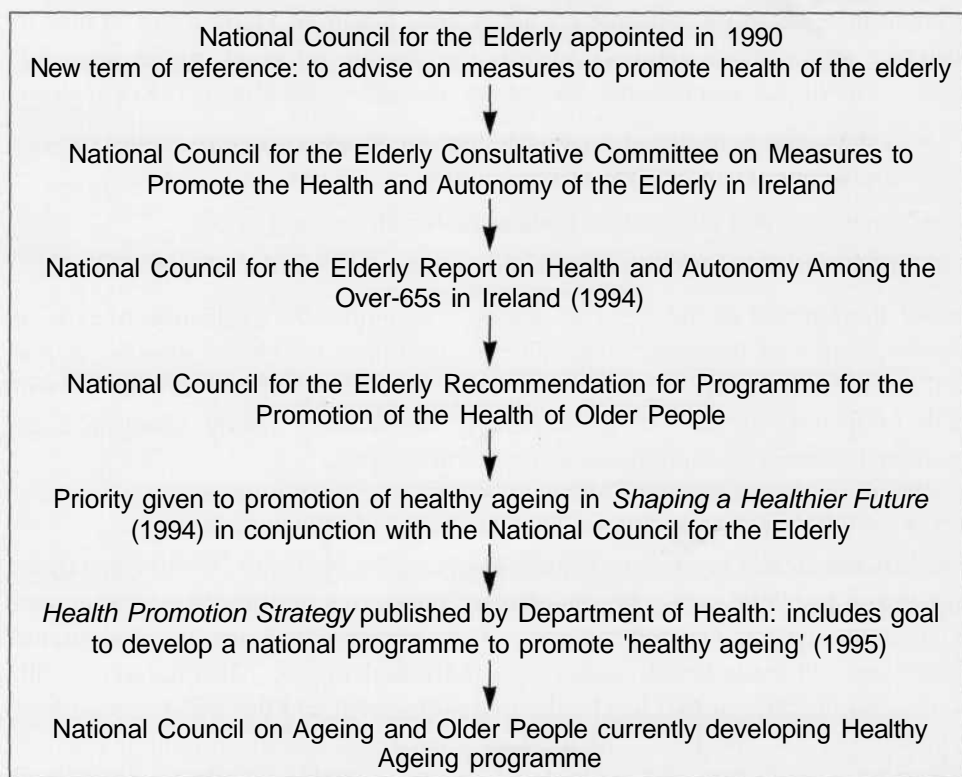 National Council for the Elderly appointed in 1990
New term of reference: to advise on measures to promote health of the elderly
National Council for the Elderly Consultative Committee on Measures to
Promote the Health and Autonomy of the Elderly in Ireland
National Council for the Elderly Report on Health and Autonomy Among the
Over-65s in Ireland (1994)
National Council for the Elderly Recommendation for Programme for the
Promotion of the Health of Older People
Priority given to promotion of healthy ageing in Shaping a Healthier Future
(1994) in conjunction with the National Council for the Elderly
Health Promotion Strategy published by Department of Health: includes goal
to develop a national programme to promote 'healthy ageing' (1995)
National Council on Ageing and Older People currently developing Healthy
Ageing programme